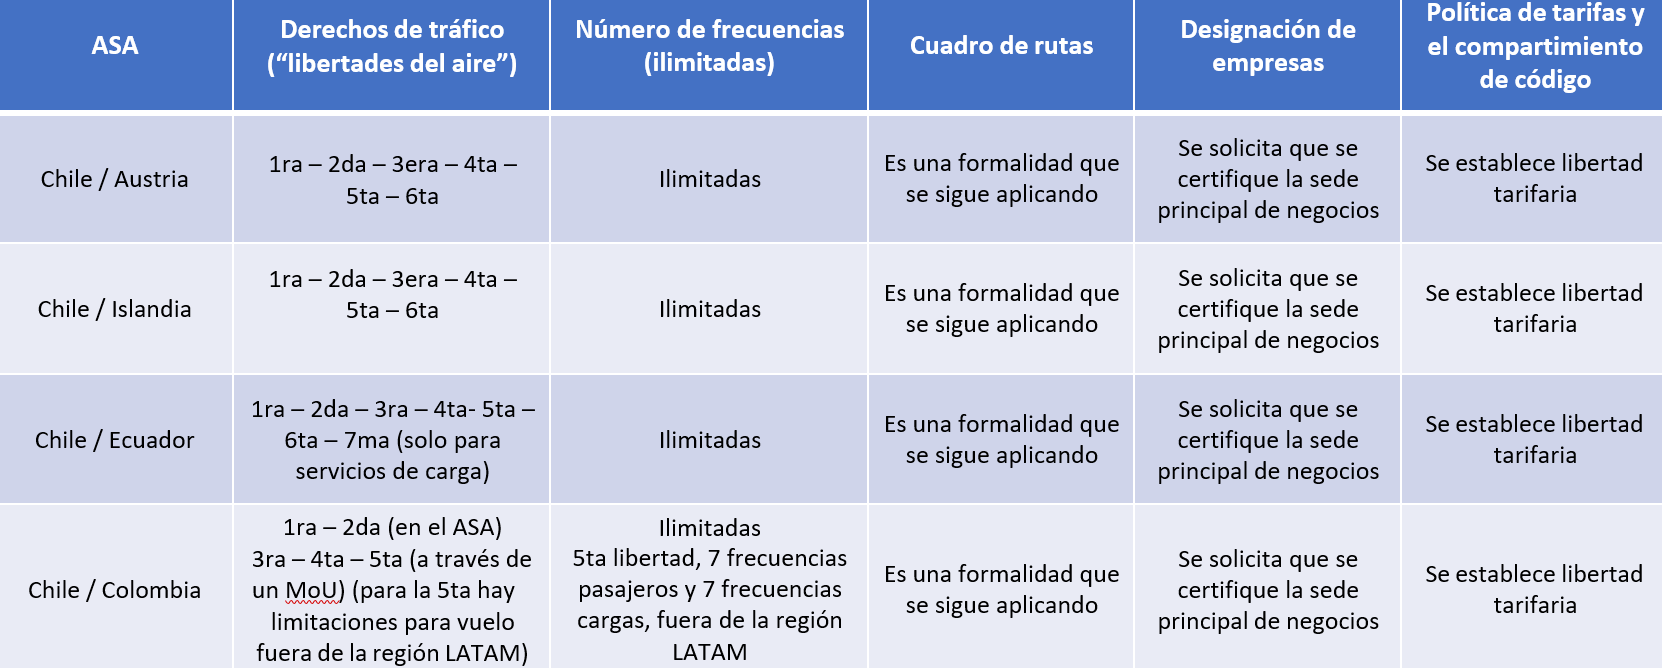 ASA
Derechos de tráfico
(“libertades del aire”)
Número de frecuencias
(ilimitadas)
Cuadro de rutas
Designación de
empresas
Política de tarifas y
el compartimiento
de código
Chile / Austria
1ra – 2da – 3era – 4ta –
5ta – 6ta
Ilimitadas
Es una formalidad que
se sigue aplicando
Se solicita que se
certifique la sede
principal de negocios
Se establece libertad
tarifaria
Chile / Islandia
1ra – 2da – 3era – 4ta –
5ta – 6ta
Ilimitadas
Es una formalidad que
se sigue aplicando
Se solicita que se
certifique la sede
principal de negocios
Se establece libertad
tarifaria
Chile / Ecuador
1ra – 2da – 3ra – 4ta- 5ta –
6ta – 7ma (solo para
servicios de carga)
Ilimitadas
Es una formalidad que
se sigue aplicando
Se solicita que se
certifique la sede
principal de negocios
Se establece libertad
tarifaria
Chile / Colombia
1ra – 2da (en el ASA)
3ra – 4ta – 5ta (a través de
un MoU) (para la 5ta hay
limitaciones para vuelo
fuera de la región LATAM)
Ilimitadas
5ta libertad, 7 frecuencias
pasajeros y 7 frecuencias
cargas, fuera de la región
LATAM
Es una formalidad que
se sigue aplicando
Se solicita que se
certifique la sede
principal de negocios
Se establece libertad
tarifaria